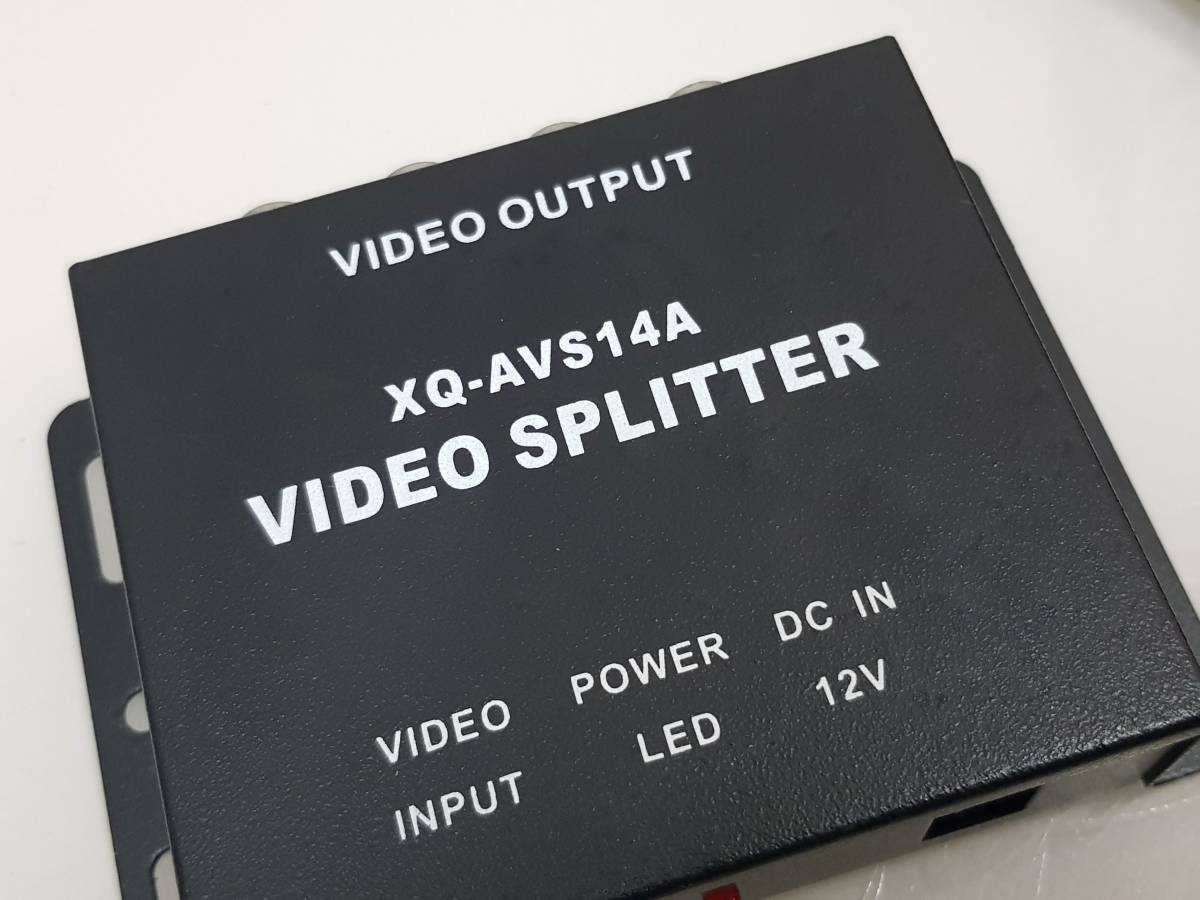 VIDEO OUTPUT
XQ-AVS14A
VIDEO SPLITTER
VIDEO INPUT
POWER LED
DC IN 12V